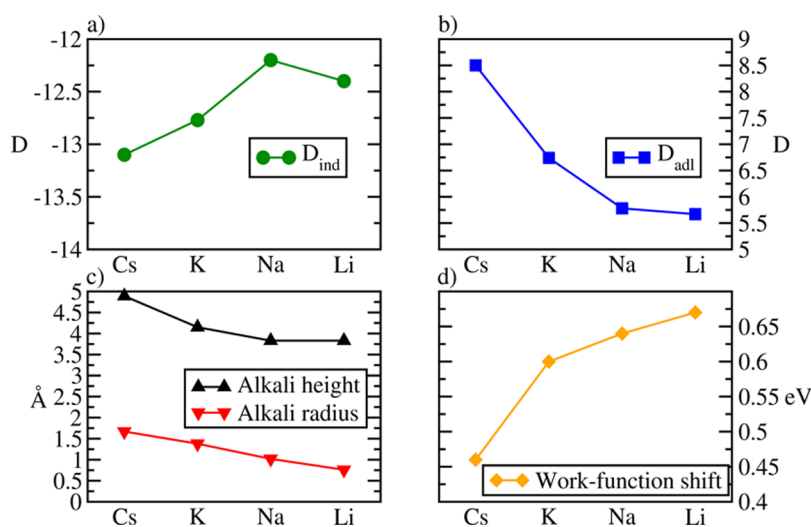 a)
-12
-12.5
D
-13
-13.5
-14
D_ind
Cs K Na Li
b)
9
8.5
8
7.5
7
D
6.5
6
5.5
5
D_adl
Cs K Na Li
c)
5
4.5
4
3.5
3
2.5
Å
2
1.5
1
0.5
0
Alkali height
Alkali radius
Cs K Na Li
d)
0.65
0.6
0.55
eV
0.5
0.45
0.4
Work-function shift
Cs K Na Li